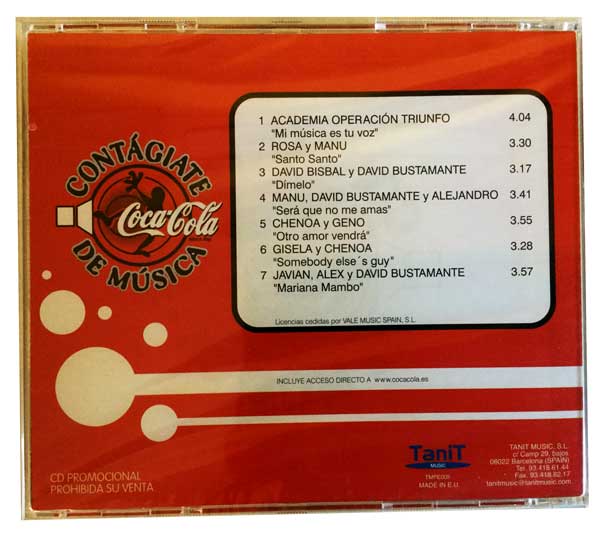 CONTÁGIATE
Coca-Cola
DE MÚSICA
1 ACADEMIA OPERACIÓN TRIUNFO 4.04
"Mi música es tu voz"
2 ROSA y MANU 3.30
"Santo Santo"
3 DAVID BISBAL y DAVID BUSTAMANTE 3.17
"Dímelo"
4 MANU, DAVID BUSTAMANTE y ALEJANDRO 3.41
"Será que no me amas"
5 CHENOA y GENO 3.55
"Otro amor vendrá"
6 GISELA y CHENOA 3.28
"Somebody else´s guy"
7 JAVIAN, ALEX y DAVID BUSTAMANTE 3.57
"Mariana Mambo"
Licencias cedidas por VALE MUSIC SPAIN, S.L.
INCLUYE ACCESO DIRECTO A www.cocacola.es
CD PROMOCIONAL
PROHIBIDA SU VENTA
TaniT
MUSIC
MADE IN E.U.
TANIT MUSIC, S.L.
c/ Camp 29, bajos
08022 Barcelona (SPAIN)
Tel. 93.418.61.44
Fax. 93.418.62.17
tanitmusic@tanitmusic.com